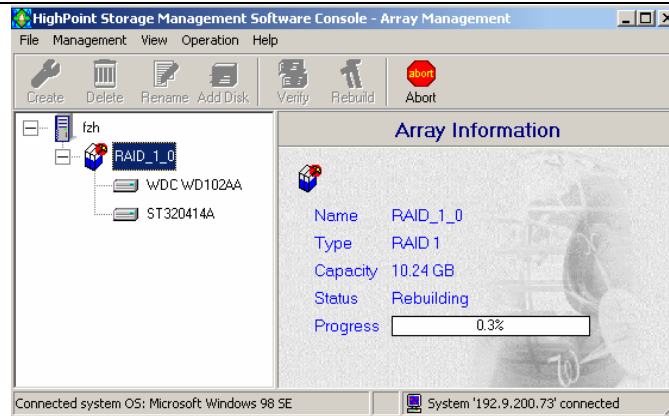 HighPoint Storage Management Software Console - Array Management
File Management View Operation Help
Create Delete Rename Add Disk Verify Rebuild abort Abort
fzh
RAID_1_0
WDC WD102AA
ST320414A
Array Information
Name RAID_1_0
Type RAID 1
Capacity 10.24 GB
Status Rebuilding
Progress 0.3%
Connected system OS: Microsoft Windows 98 SE
System '192.9.200.73' connected